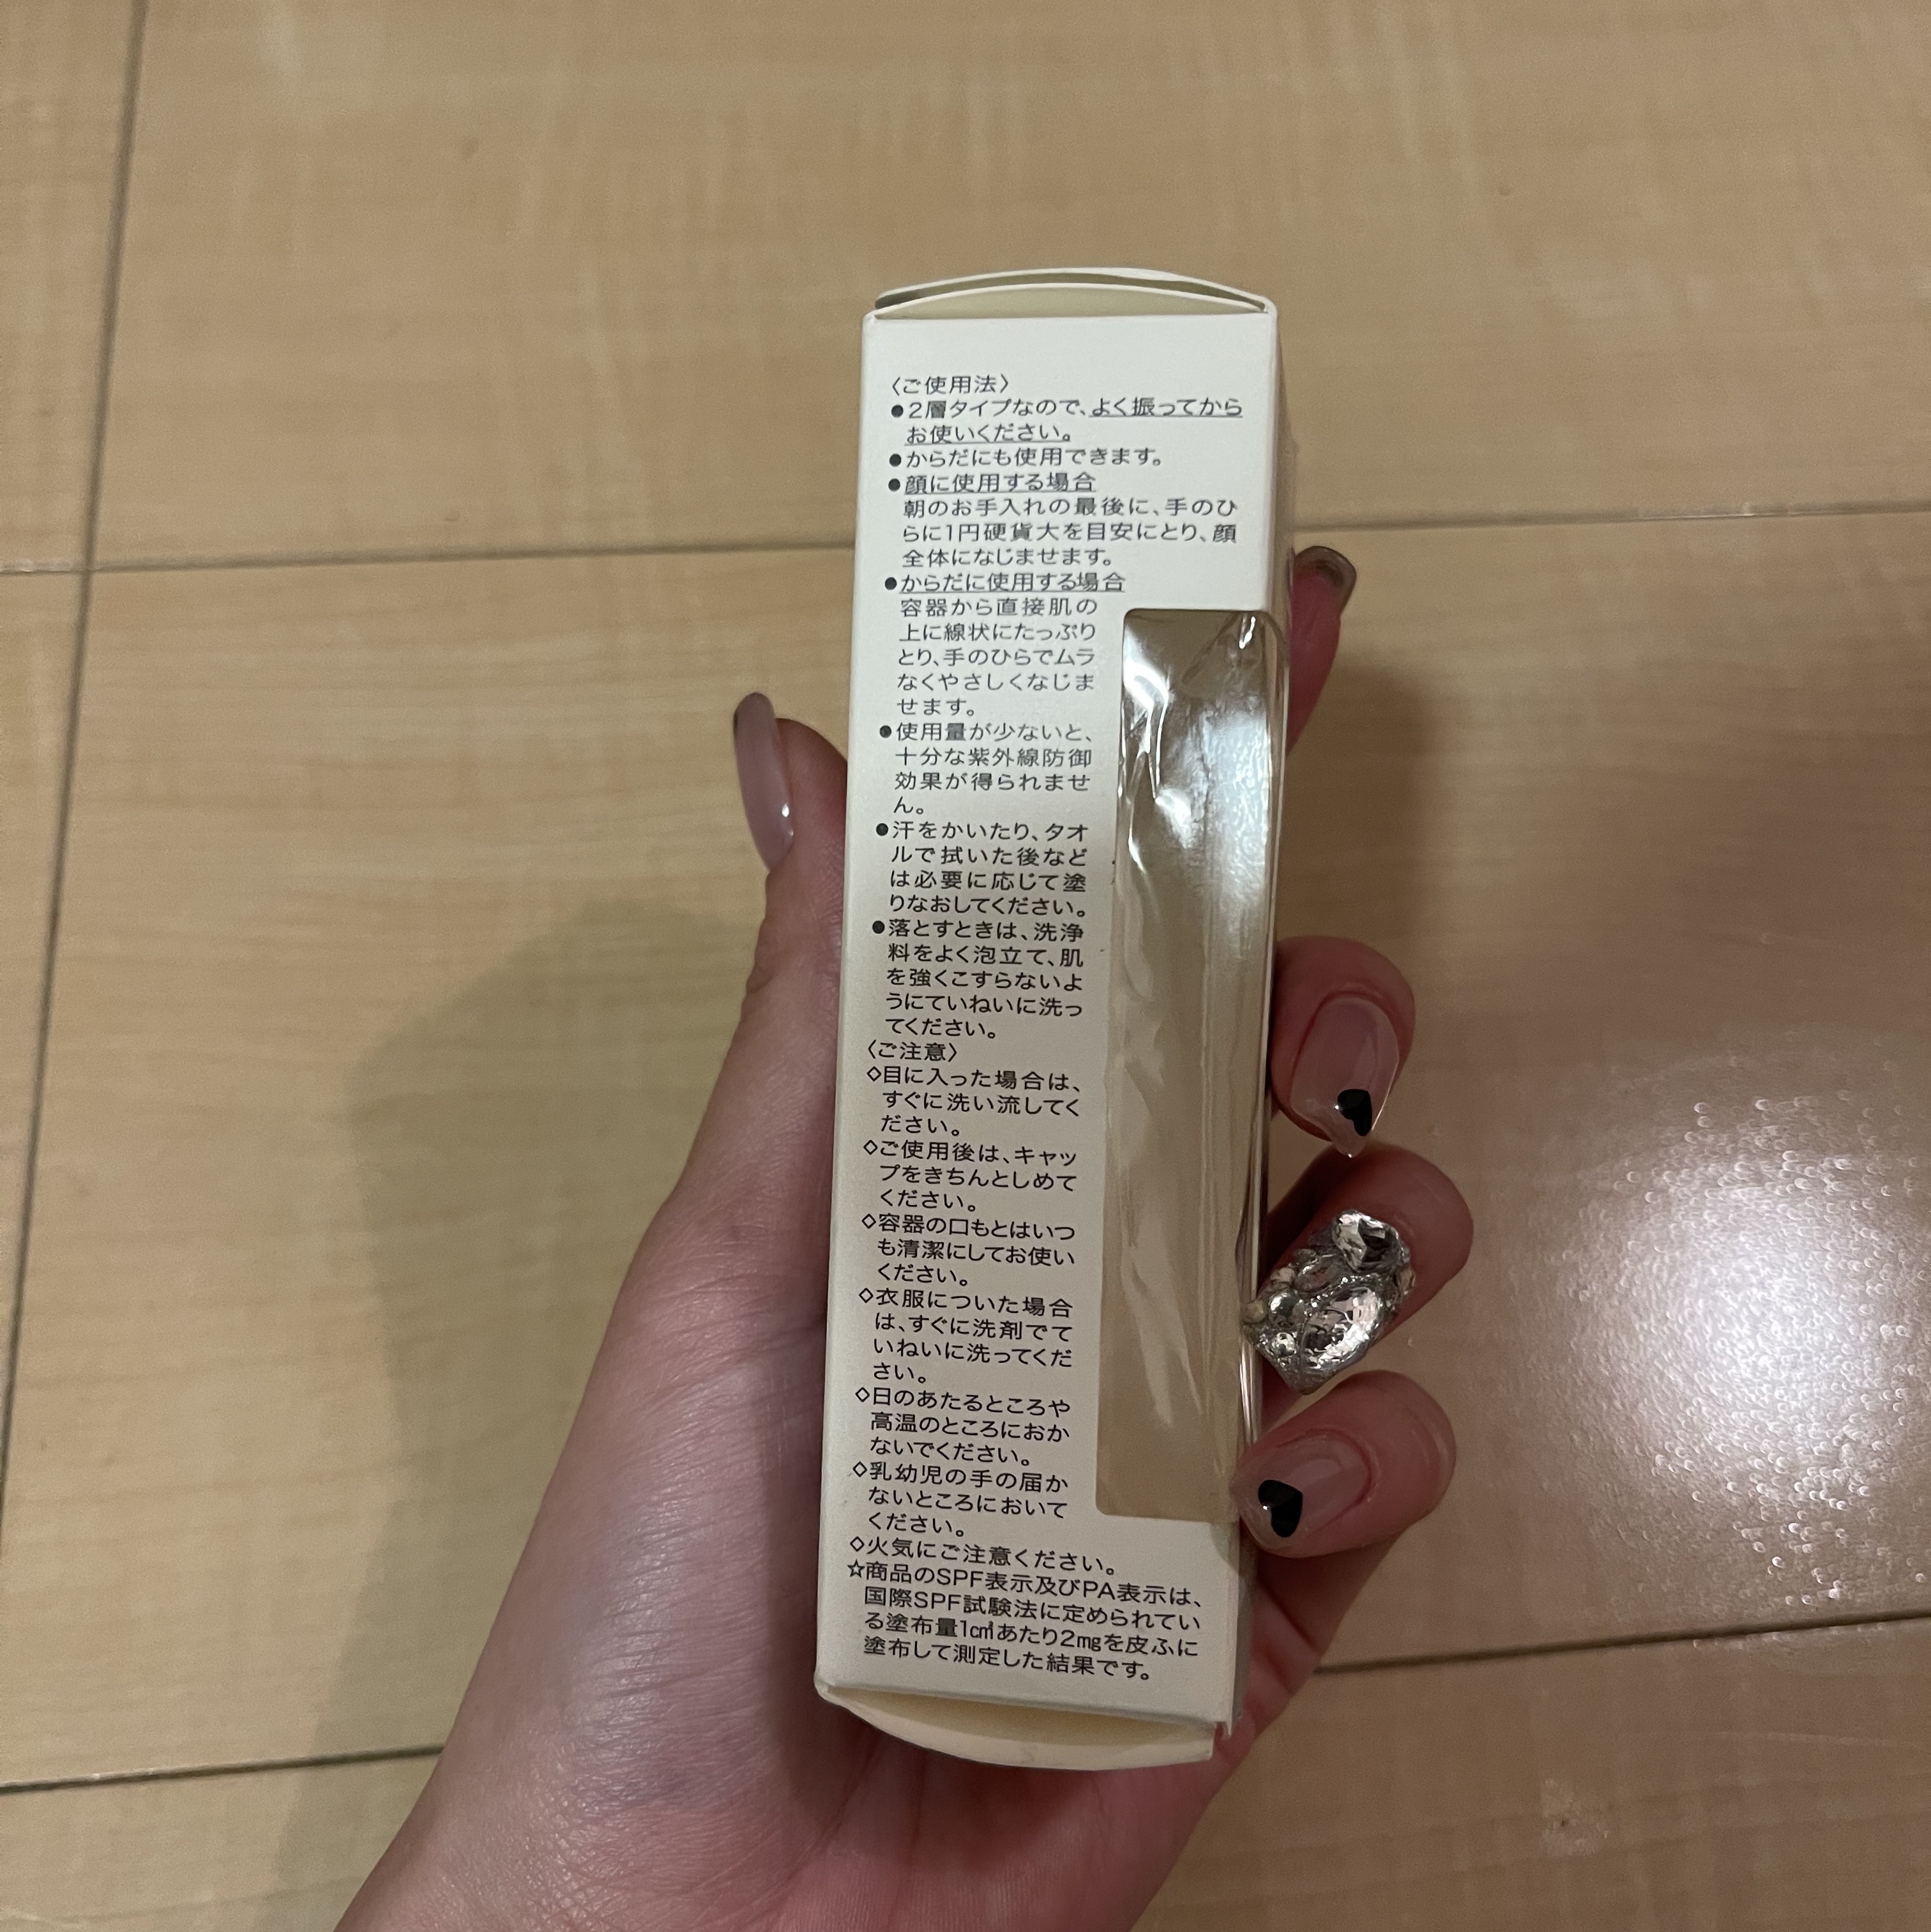 〈ご使用法〉
●2層タイプなので、よく振ってから
お使いください。
●からだにも使用できます。
●顔に使用する場合
朝のお手入れの最後に、手のひ
らに1円硬貨大を目安にとり、顔
全体になじませます。
●からだに使用する場合
容器から直接肌の
上に線状にたっぷり
とり、手のひらでムラ
なくやさしくなじま
せます。
●使用量が少ないと、
十分な紫外線防御
効果が得られませ
ん。
●汗をかいたり、タオ
ルで拭いた後など
は必要に応じて塗
りなおしてください。
●落とすときは、洗浄
料をよく泡立て、肌
を強くこすらないよ
うにていねいに洗っ
てください。
〈ご注意〉
◇目に入った場合は、
すぐに洗い流してく
ださい。
◇ご使用後は、キャッ
プをきちんとしめて
ください。
◇容器の口もとはいつ
も清潔にしてお使い
ください。
◇衣服についた場合
は、すぐに洗剤でて
いねいに洗ってくだ
さい。
◇日のあたるところや
高温のところにおか
ないでください。
◇乳幼児の手の届か
ないところにおいて
ください。
◇火気にご注意ください。
☆商品のSPF表示及びPA表示は、
国際SPF試験法に定められてい
る塗布量1c㎡あたり2㎎を皮ふに
塗布して測定した結果です。